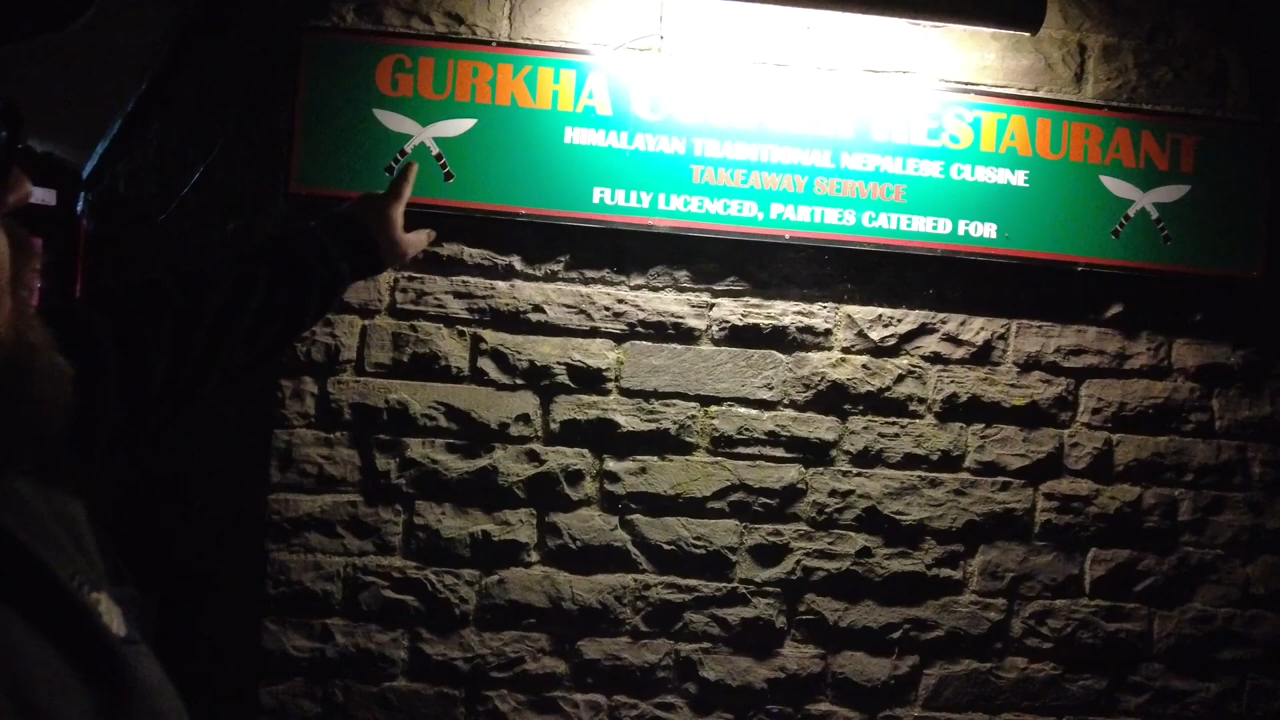 GURKHA RESTAURANT
HIMALAYAN TRADITIONAL NEPALESE CUISINE
TAKEAWAY SERVICE
FULLY LICENCED, PARTIES CATERED FOR